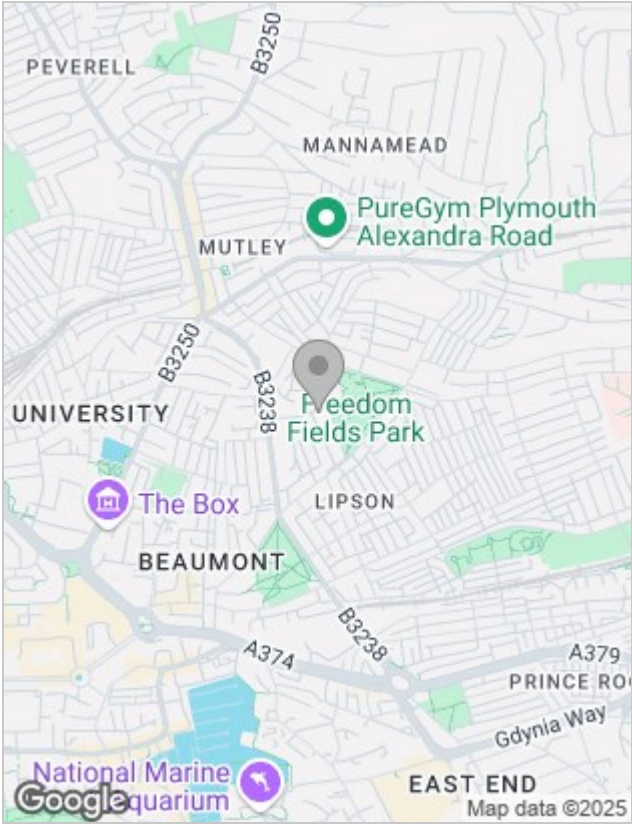 B3250
PEVERELL
MANNAMEAD
PureGym Plymouth
Alexandra Road
MUTLEY
B3250
B3238
Freedom
Fields Park
UNIVERSITY
The Box
LIPSON
BEAUMONT
B3238
A374
A379
PRINCE RO
Gdynia Way
National Marine
quarium
EAST END
Google
Map data ©2025